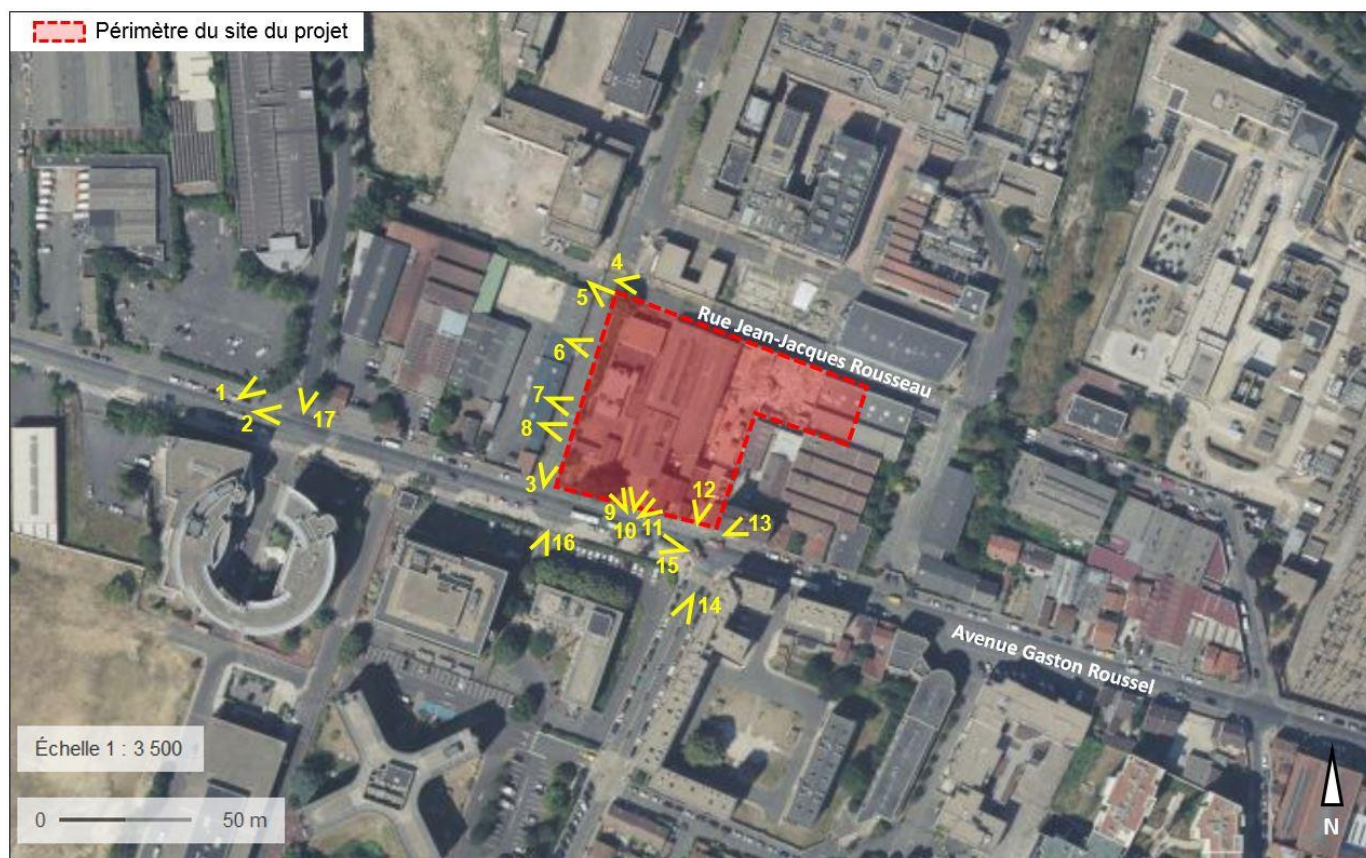 Périmètre du site du projet
4
5
Rue Jean-Jacques Rousseau
6
1
7
2
17
8
3
12
9
11
13
10
16
15
14
Avenue Gaston Roussel
Échelle 1 : 3 500
0 50 m
N